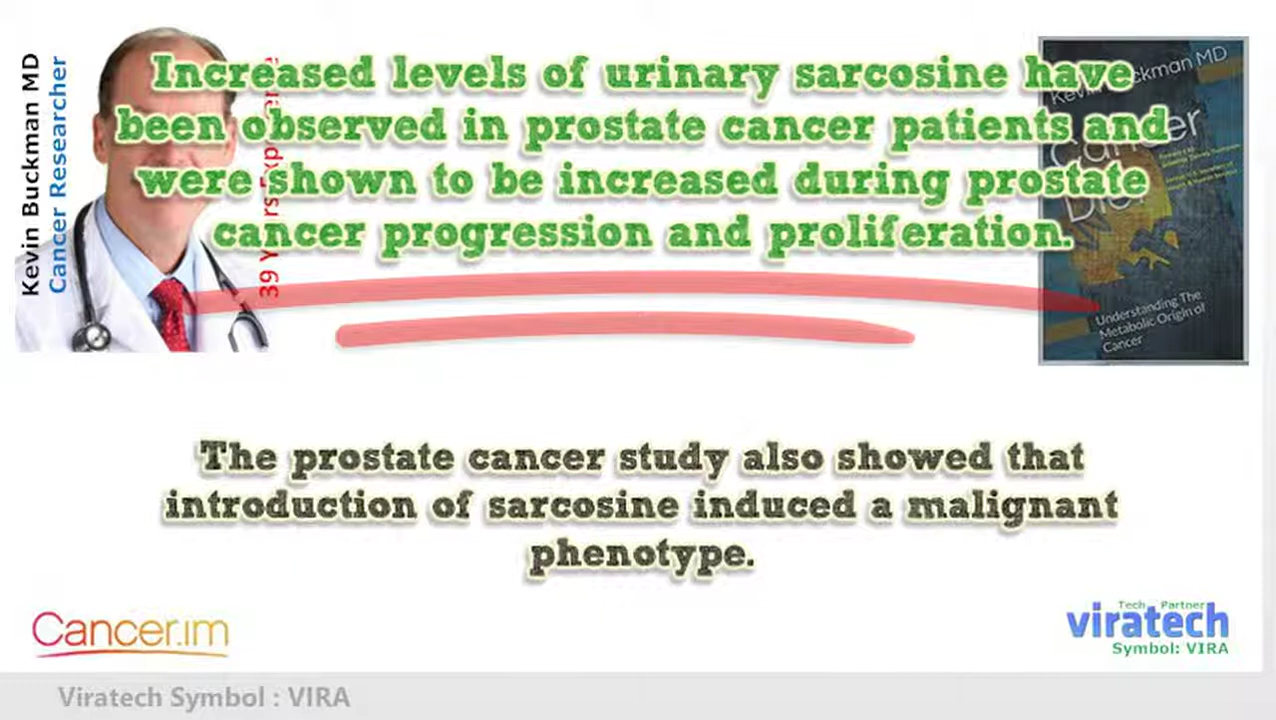 Kevin Buckman MD
Cancer Researcher
Increased levels of urinary sarcosine have
been observed in prostate cancer patients and
were shown to be increased during prostate
cancer progression and proliferation.
Understanding The
Metabolic Origin of
Cancer
The prostate cancer study also showed that
introduction of sarcosine induced a malignant
phenotype.
Cancer.im
Tech Partner
viratech
Symbol: VIRA
Viratech Symbol : VIRA